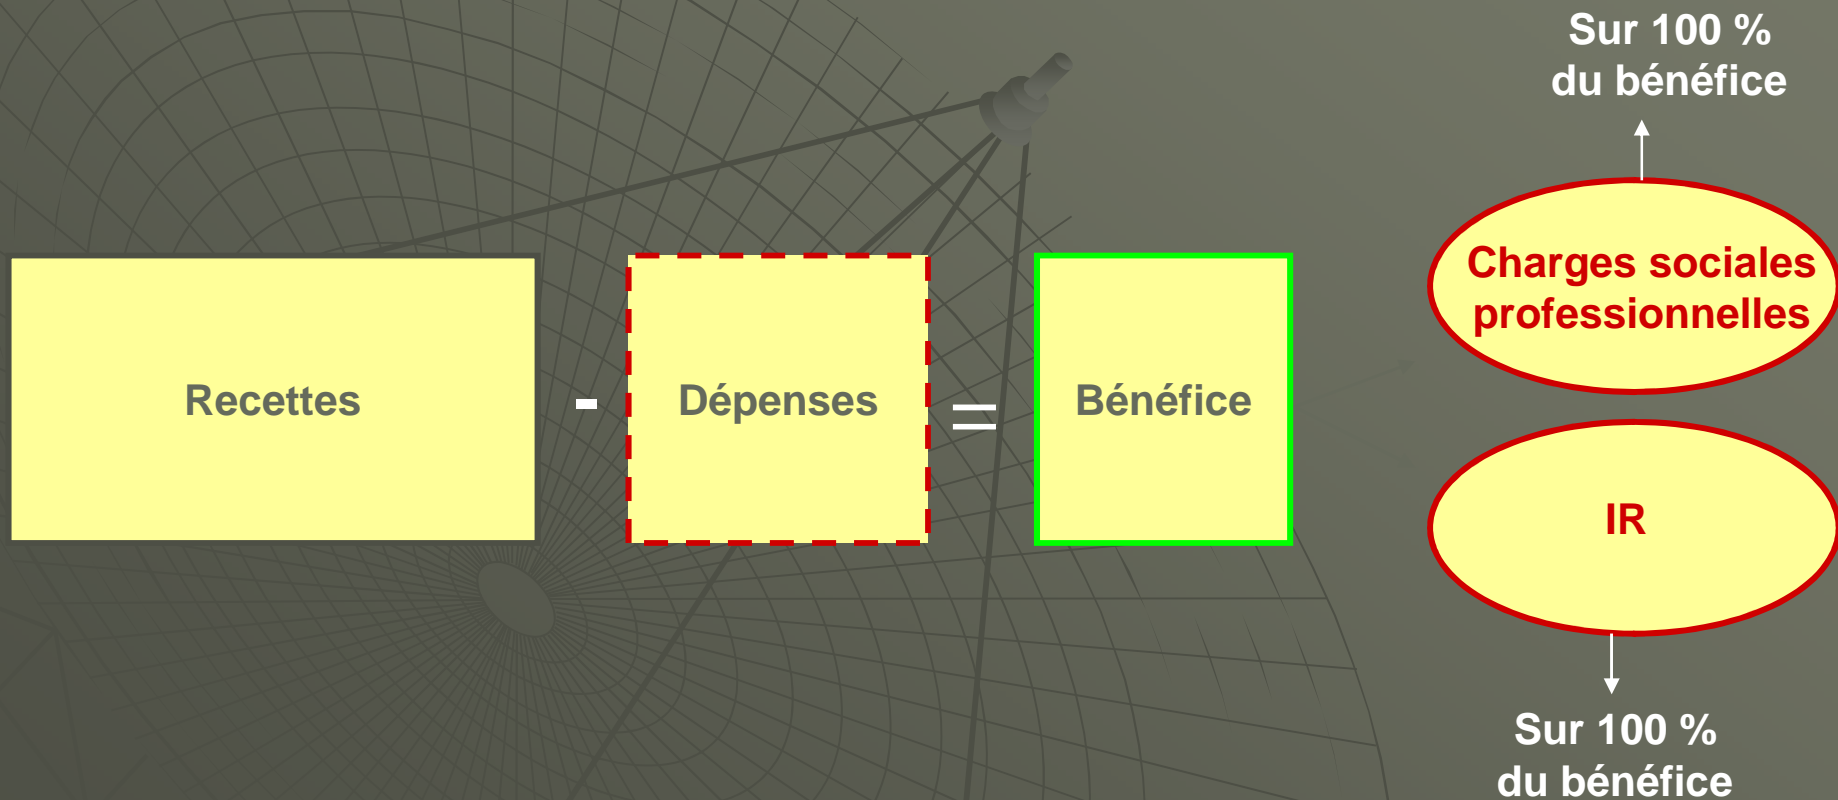 Sur 100 %
du bénéfice
Charges sociales
professionnelles
Recettes
-
Dépenses
=
Bénéfice
IR
Sur 100 %
du bénéfice